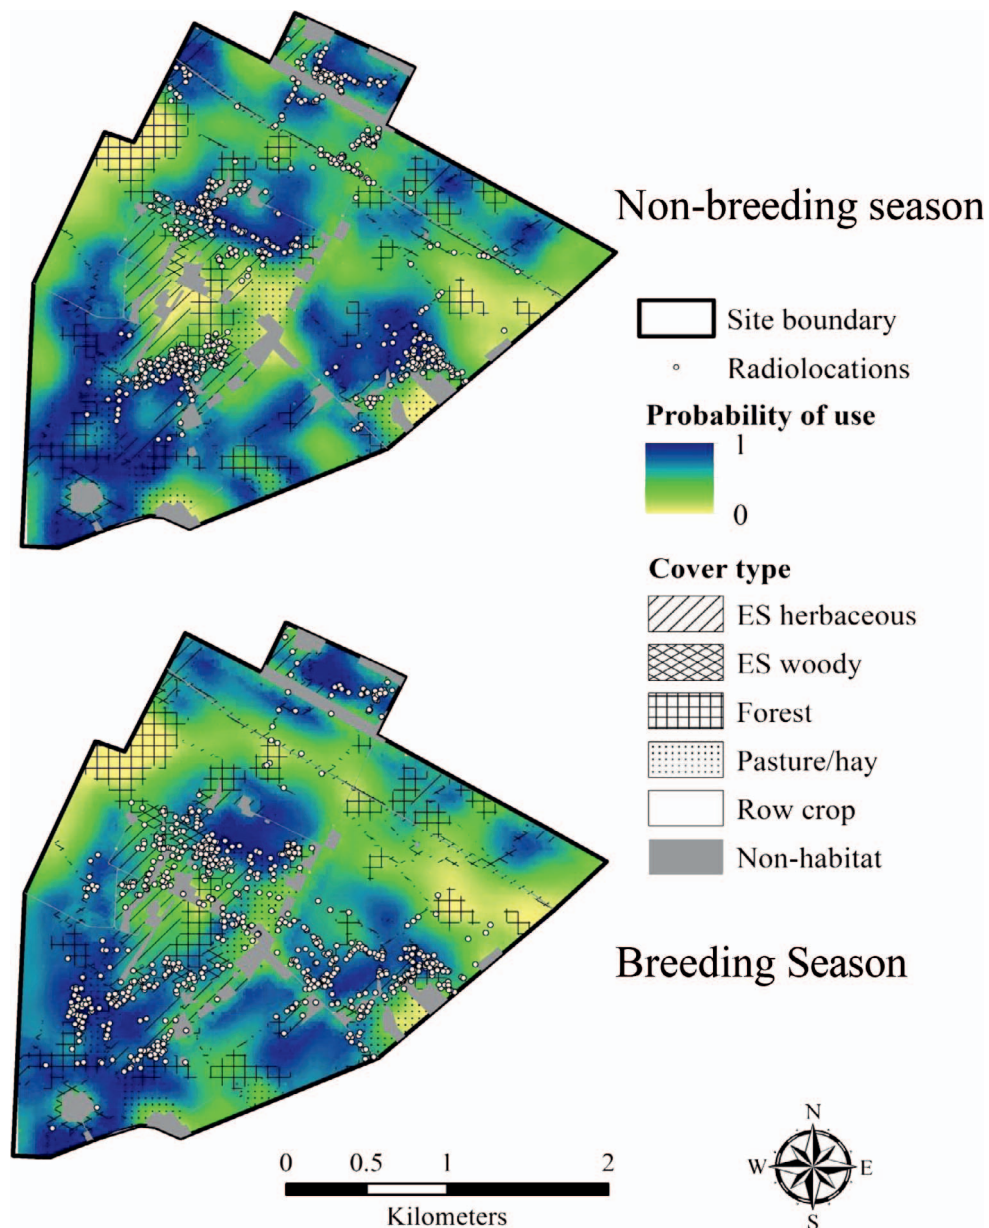 Non-breeding season
Site boundary
Radiolocations
Probability of use
1
0
Cover type
ES herbaceous
ES woody
Forest
Pasture/hay
Row crop
Non-habitat
Breeding Season
0 0.5 1 2
Kilometers
N
W E
S